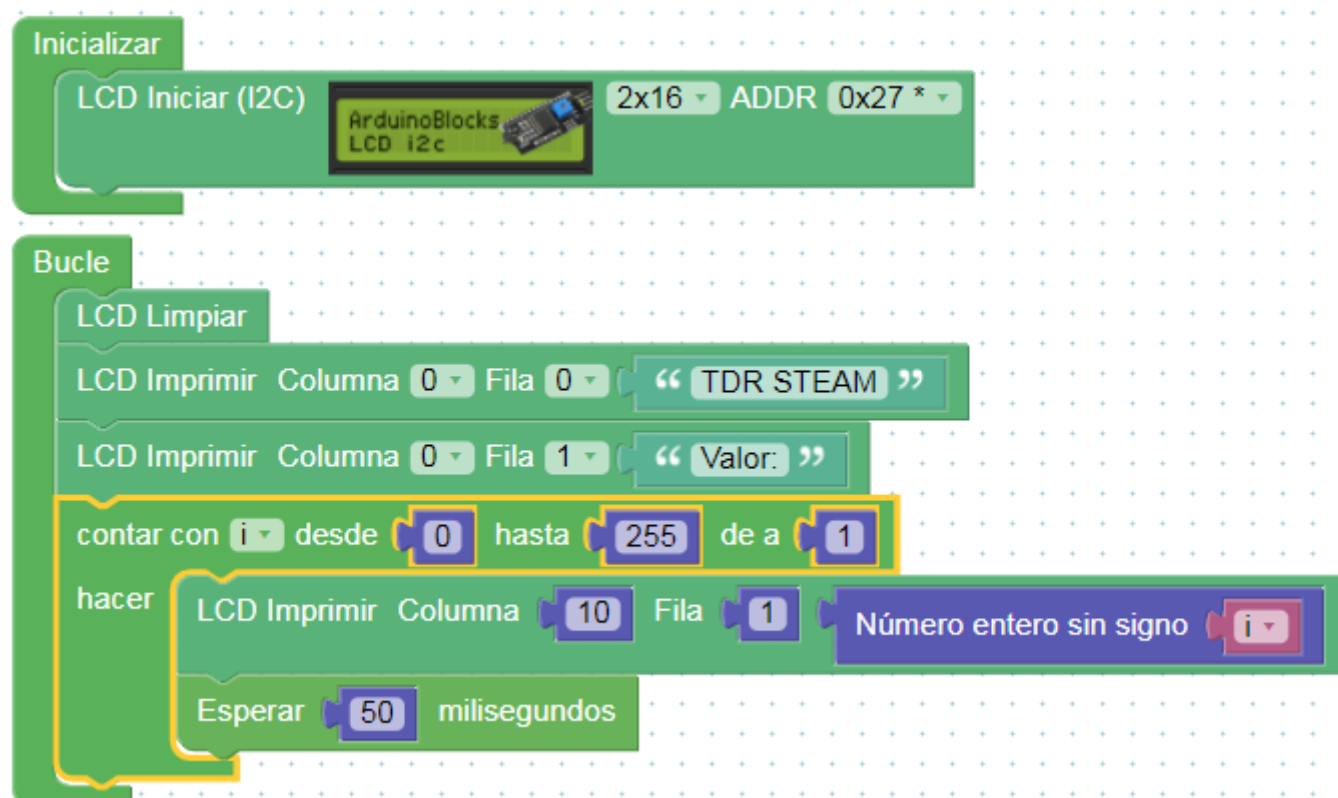 Inicializar
LCD Iniciar (I2C) ArduinoBlocks LCD i2c 2x16 ADDR 0x27 *
Bucle
LCD Limpiar
LCD Imprimir Columna 0 Fila 0 “ TDR STEAM ”
LCD Imprimir Columna 0 Fila 1 “ Valor: ”
contar con i desde 0 hasta 255 de a 1
hacer
LCD Imprimir Columna 10 Fila 1 Número entero sin signo i
Esperar 50 milisegundos